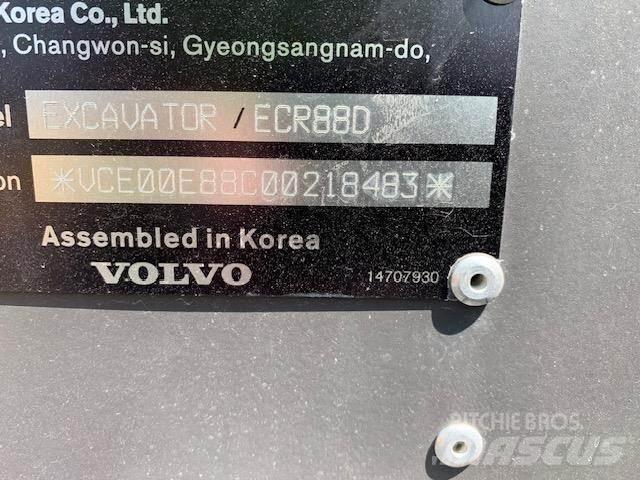 Korea Co., Ltd.
, Changwon-si, Gyeongsangnam-do,
el EXCAVATOR / ECR88D
on *VCE00E88C00218483*
Assembled in Korea
VOLVO 14707930
RITCHIE BROS.
MASCUS